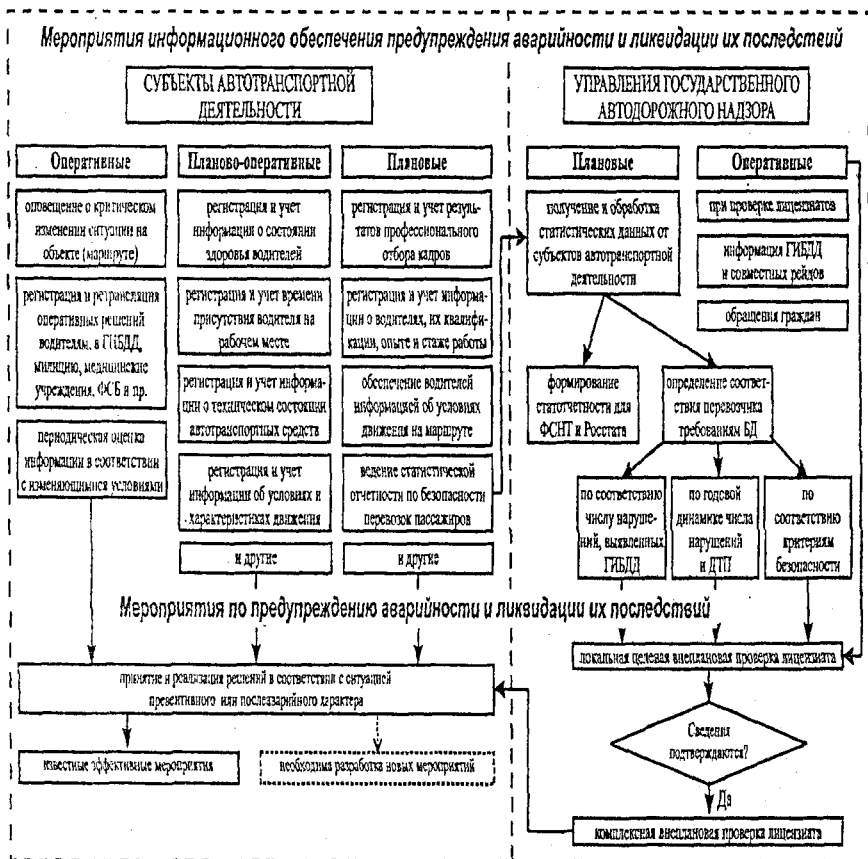 Мероприятия информационного обеспечения предупреждения аварийности и ликвидации их последствий
СУБЪЕКТЫ АВТОТРАНСПОРТНОЙ
ДЕЯТЕЛЬНОСТИ
Оперативные
оповещение о критическом
изменении ситуации на
объекте (маршруте)
регистрация и ретрансляция
оперативных решений
водителям, в ГИБДД,
милицию, медицинские
учреждения, ФСБ и пр.
периодическая оценка
информации в соответствии
с изменяющимися условиями
Планово-оперативные
регистрация и учет
информации о состоянии
здоровья водителей
регистрация и учет времени
присутствия водителя на
рабочем месте
регистрация и учет информа-
ции о техническом состоянии
автотранспортных средств
регистрация и учет
информации об условиях и
характеристиках движения
и другие
Плановые
регистрация и учет резуль-
татов профессионального
отбора кадров
регистрация и учет информа-
ции о водителях, их квалифи-
кации, опыте и стаже работы
обеспечение водителей
информацией об условиях
движения на маршруте
ведение статистической
отчетности по безопасности
перевозок пассажиров
и другие
УПРАВЛЕНИЯ ГОСУДАРСТВЕННОГО
АВТОДОРОЖНОГО НАДЗОРА
Плановые
получение и обработка
статистических данных от
субъектов автотранспортной
деятельности
Оперативные
при проверке лицензиатов
информация ГИБДД
и совместных рейдов
обращения граждан
формирование
статотчетности для
ФСНТ и Росстата
определение соответ-
ствия перевозчика
требованиям БД
по соответствию
числу наруше-
ний, выявленных
ГИБДД
по годовой
динамике числа
нарушений
и ДТП
по
соответствию
критериям
безопасности
Мероприятия по предупреждению аварийности и ликвидации их последствий
принятие и реализация решений в соответствии с ситуацией
превентивного или послеаварийного характера
известные эффективные мероприятия
необходима разработка новых мероприятий
локальная целевая внеплановая проверка лицензиата
Сведения
подтверждаются?
Да
комплексная внеплановая проверка лицензиата